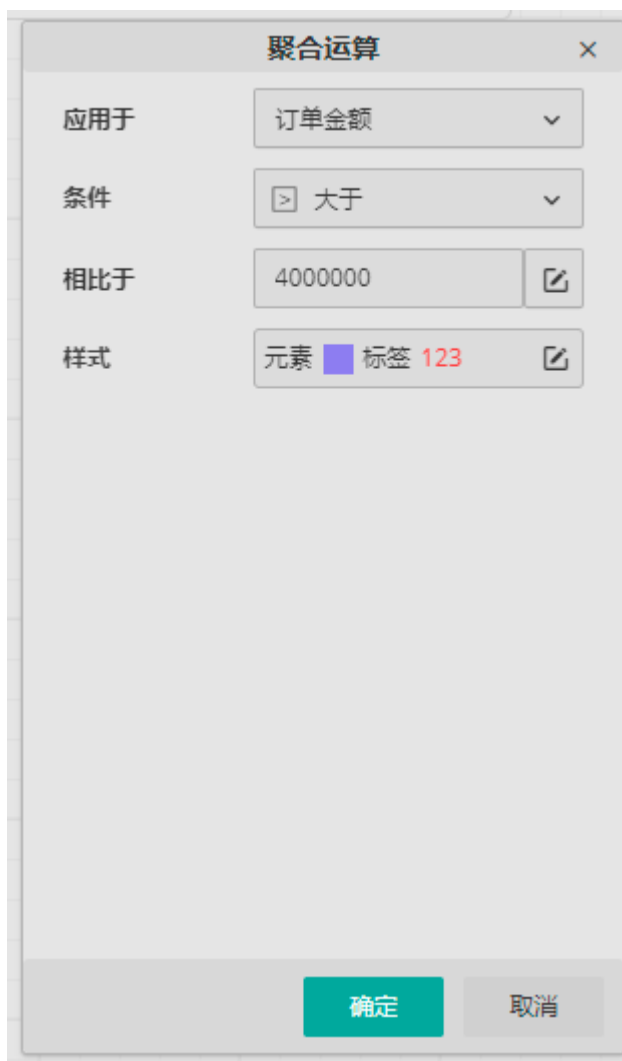 聚合运算
应用于 订单金额
条件 大于
相比于 4000000
样式 元素 标签 123
确定 取消